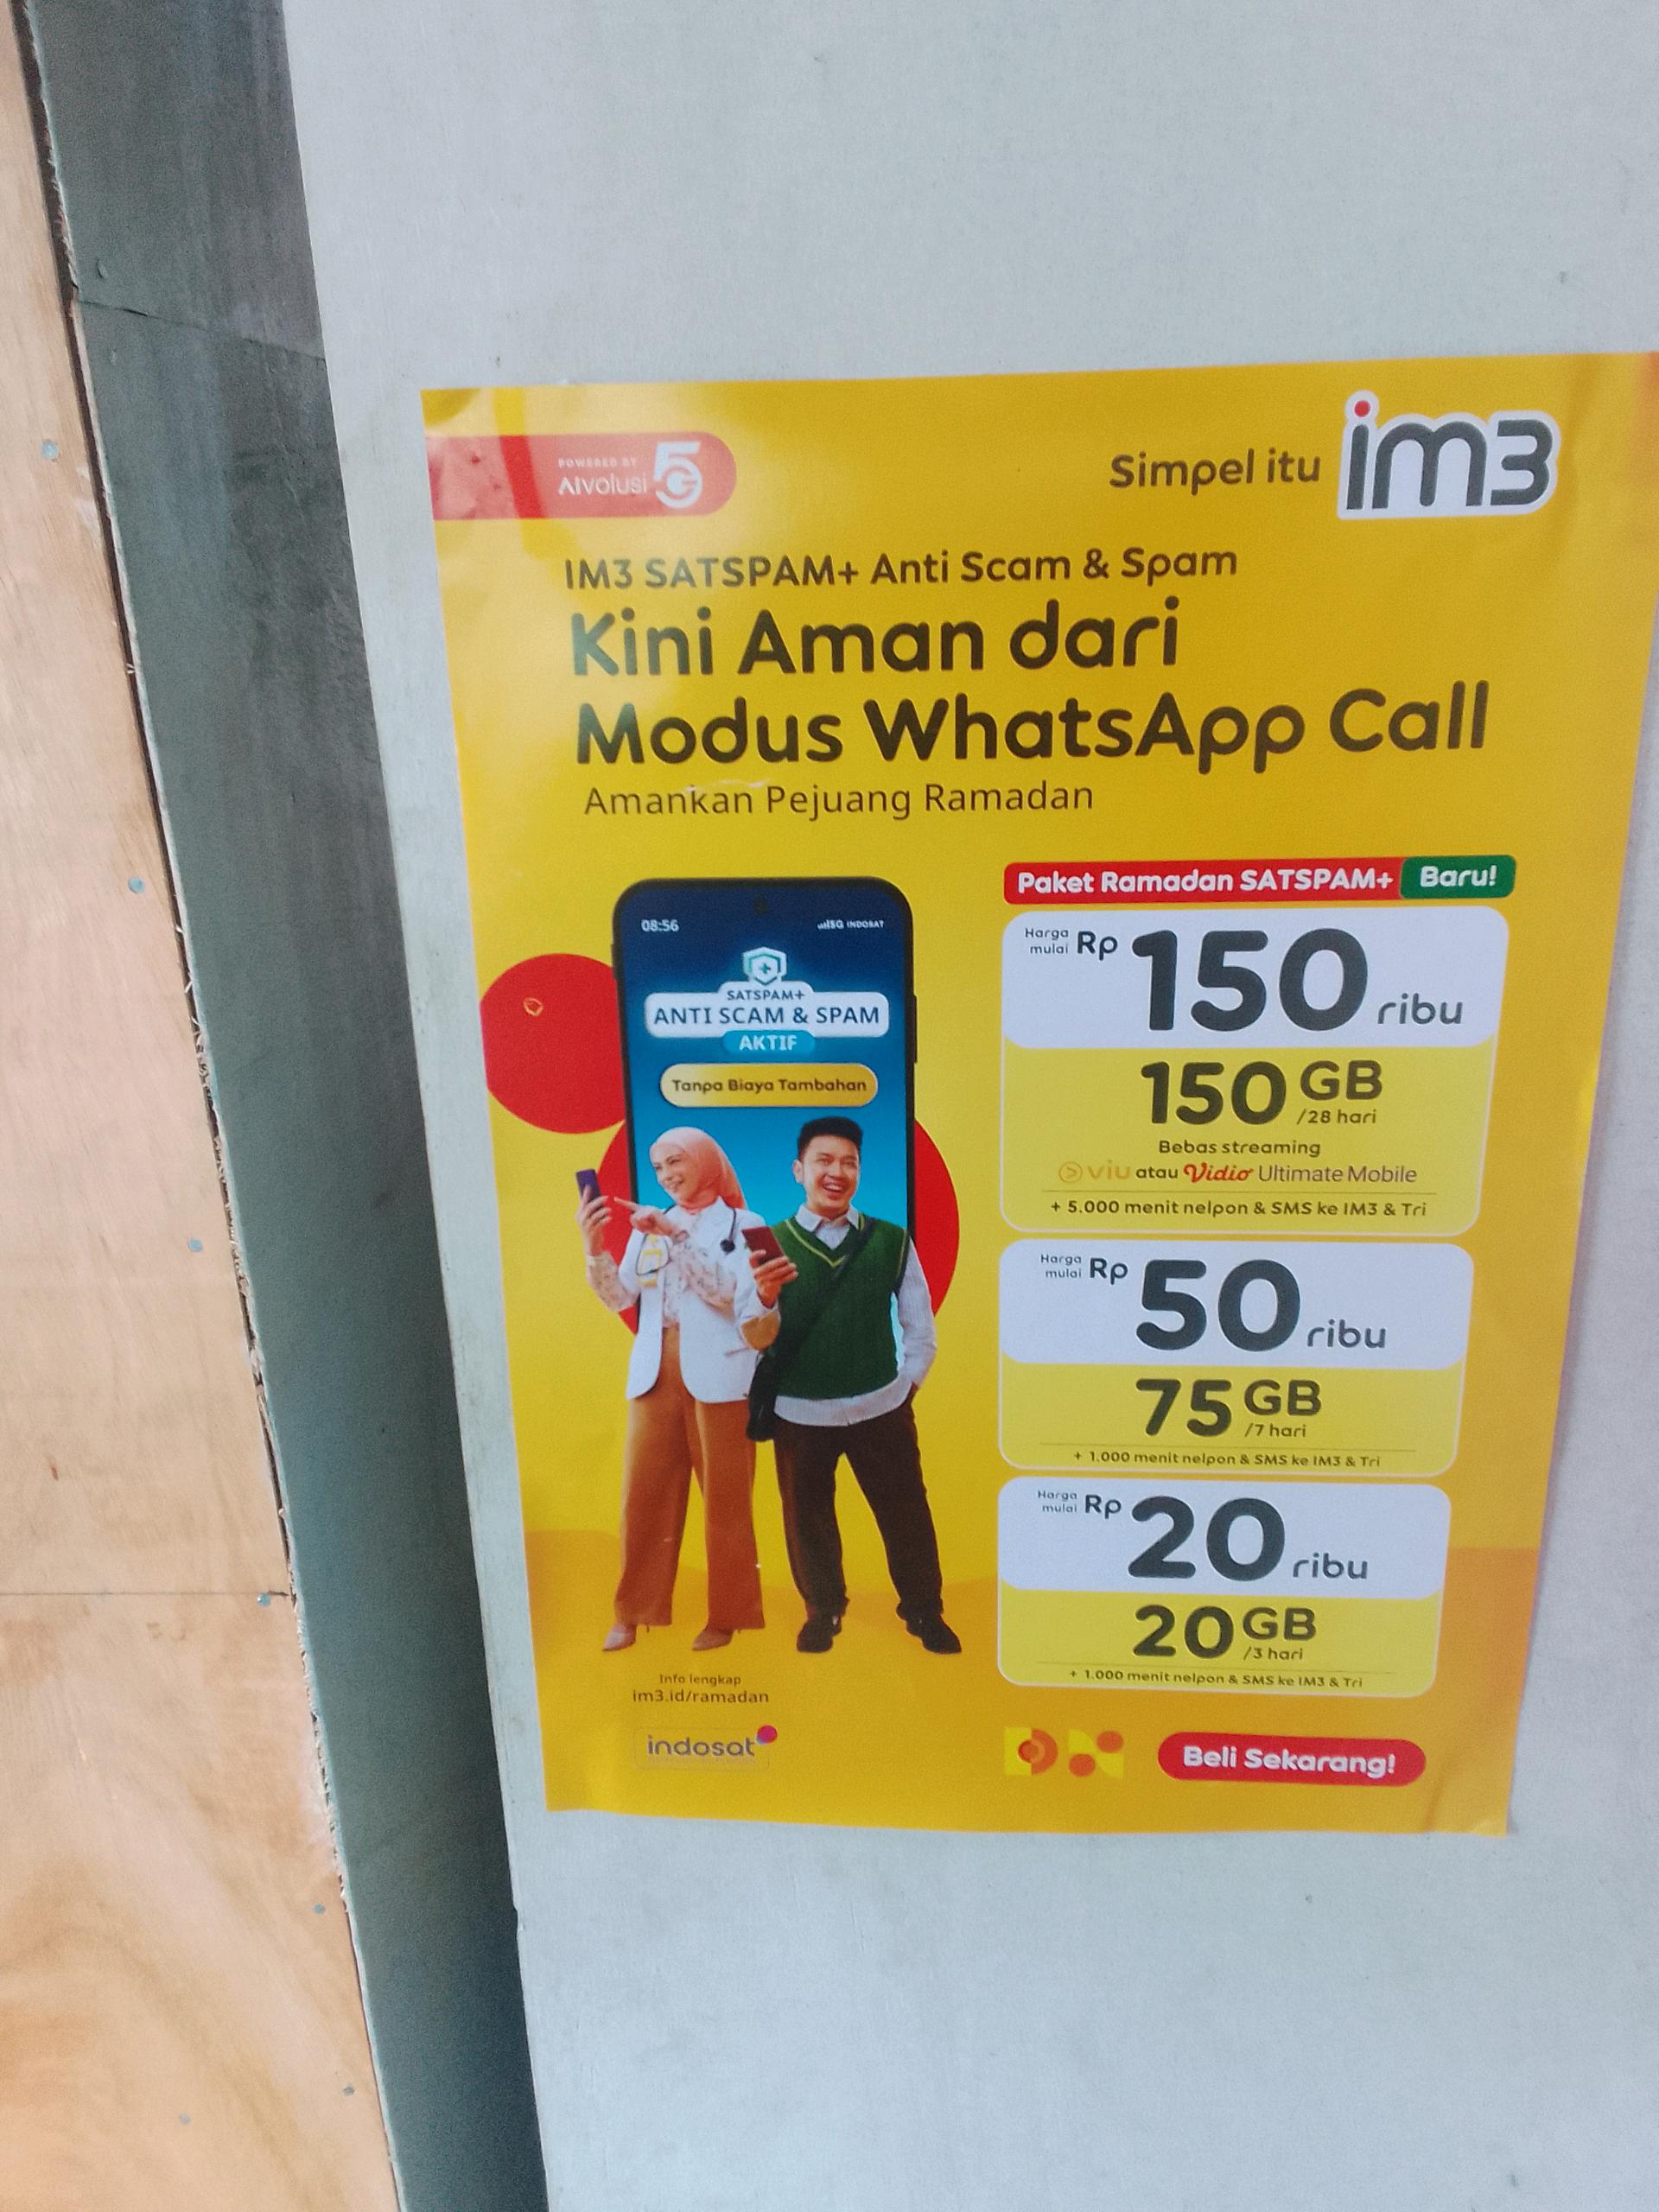 POWERED BY
AIvolusi 5G
Simpel itu im3
IM3 SATSPAM+ Anti Scam & Spam
Kini Aman dari
Modus WhatsApp Call
Amankan Pejuang Ramadan
08:56
5G INDOSAT
SATSPAM+
ANTI SCAM & SPAM
AKTIF
Tanpa Biaya Tambahan
Paket Ramadan SATSPAM+ Baru!
Harga
mulai Rp 150 ribu
150 GB
/28 hari
Bebas streaming
viu atau Vidio Ultimate Mobile
+ 5.000 menit nelpon & SMS ke IM3 & Tri
Harga
mulai Rp 50 ribu
75 GB
/7 hari
+ 1.000 menit nelpon & SMS ke IM3 & Tri
Harga
mulai Rp 20 ribu
20 GB
/3 hari
+ 1.000 menit nelpon & SMS ke IM3 & Tri
Info lengkap
im3.id/ramadan
indosat
Beli Sekarang!